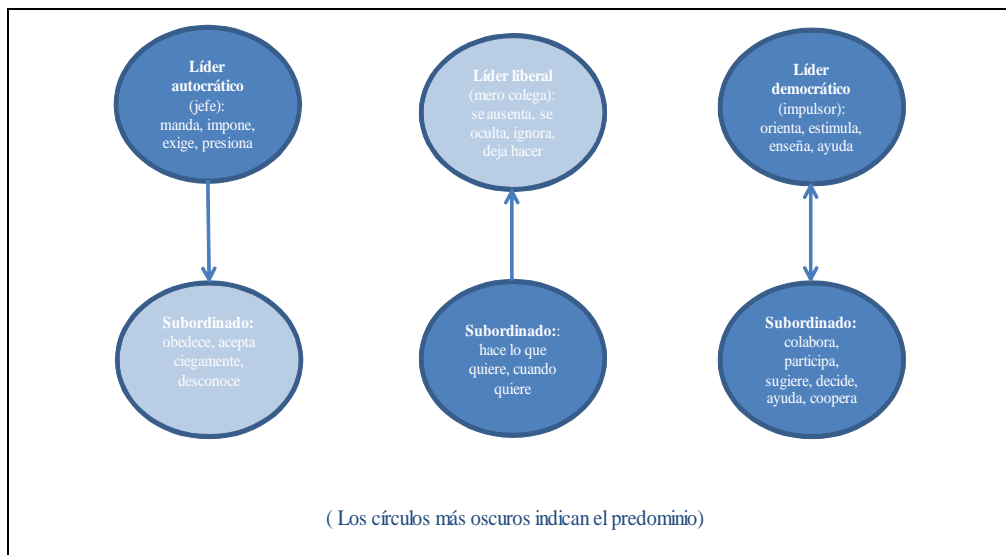 Líder
autocrático
(jefe):
manda, impone,
exige, presiona
Líder liberal
(mero colega):
se ausenta, se
oculta, ignora,
deja hacer
Líder
democrático
(impulsor):
orienta, estimula,
enseña, ayuda
Subordinado:
obedece, acepta
ciegamente,
desconoce
Subordinado::
hace lo que
quiere, cuando
quiere
Subordinado:
colabora,
participa,
sugiere, decide,
ayuda, coopera
( Los círculos más oscuros indican el predominio)